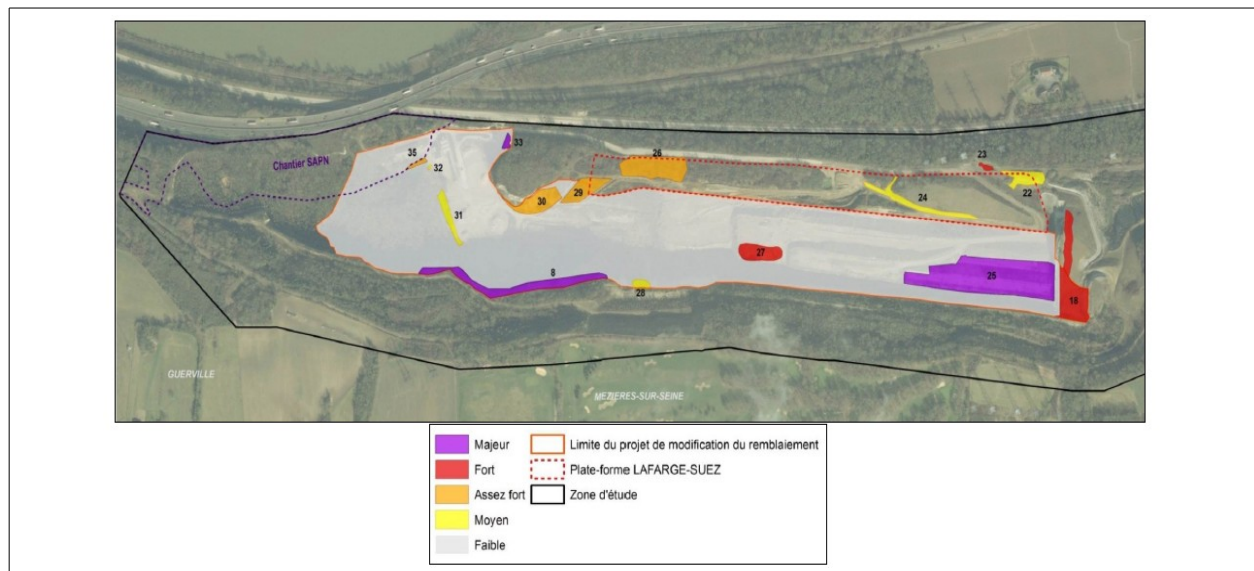 Chantier SAPN
35
32
33
26
23
22
24
29
30
31
27
25
8
28
18
GUERVILLE
MEZIERES-SUR-SEINE
Majeur
Limite du projet de modification du remblaiement
Fort
Plate-forme LAFARGE-SUEZ
Assez fort
Zone d'étude
Moyen
Faible